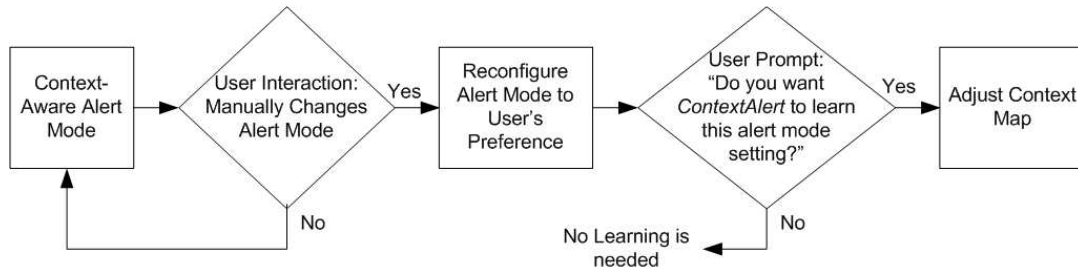 Context-
Aware Alert
Mode
User Interaction:
Manually Changes
Alert Mode
Yes
No
Reconfigure
Alert Mode to
User's
Preference
User Prompt:
“Do you want
ContextAlert to learn
this alert mode
setting?”
Yes
No
No Learning is
needed
Adjust Context
Map